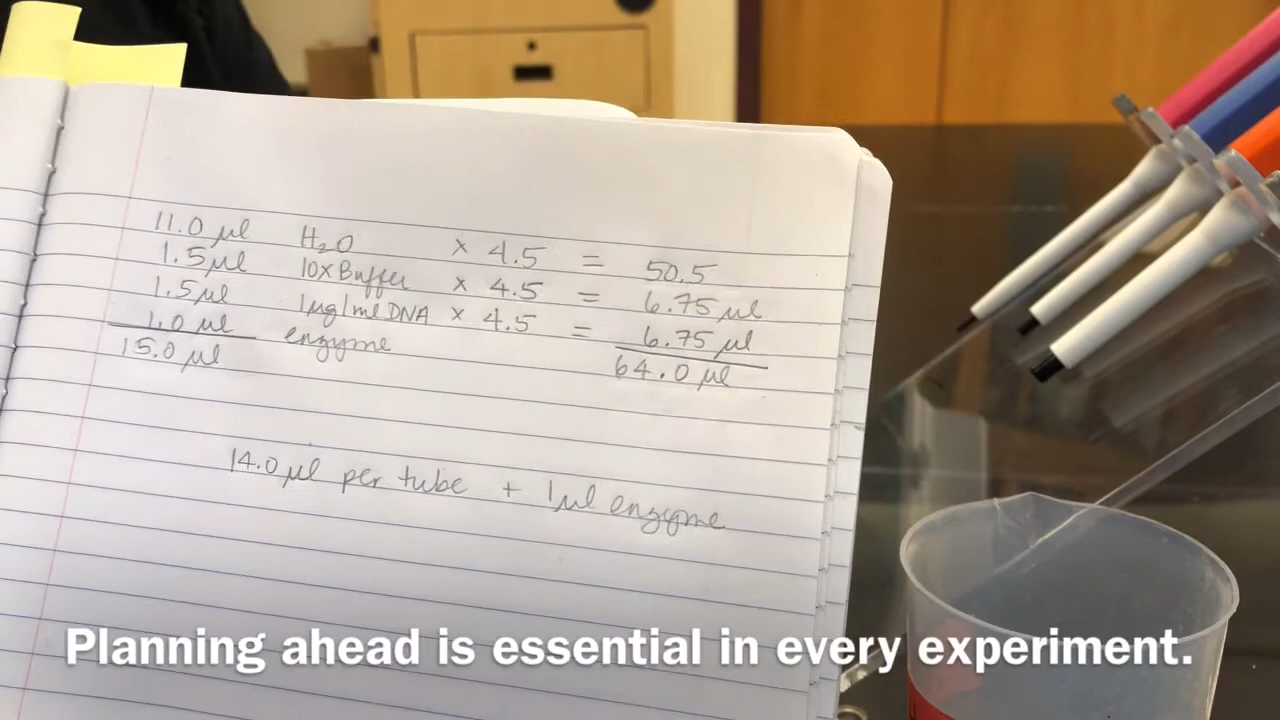 11.0 µl H₂O × 4.5 = 50.5
1.5 µl 10x Buffer × 4.5 = 6.75 µl
1.5 µl 1µg/ml DNA × 4.5 = 6.75 µl
1.0 µl enzyme
15.0 µl 64.0 µl
14.0 µl per tube + 1 µl enzyme
Planning ahead is essential in every experiment.